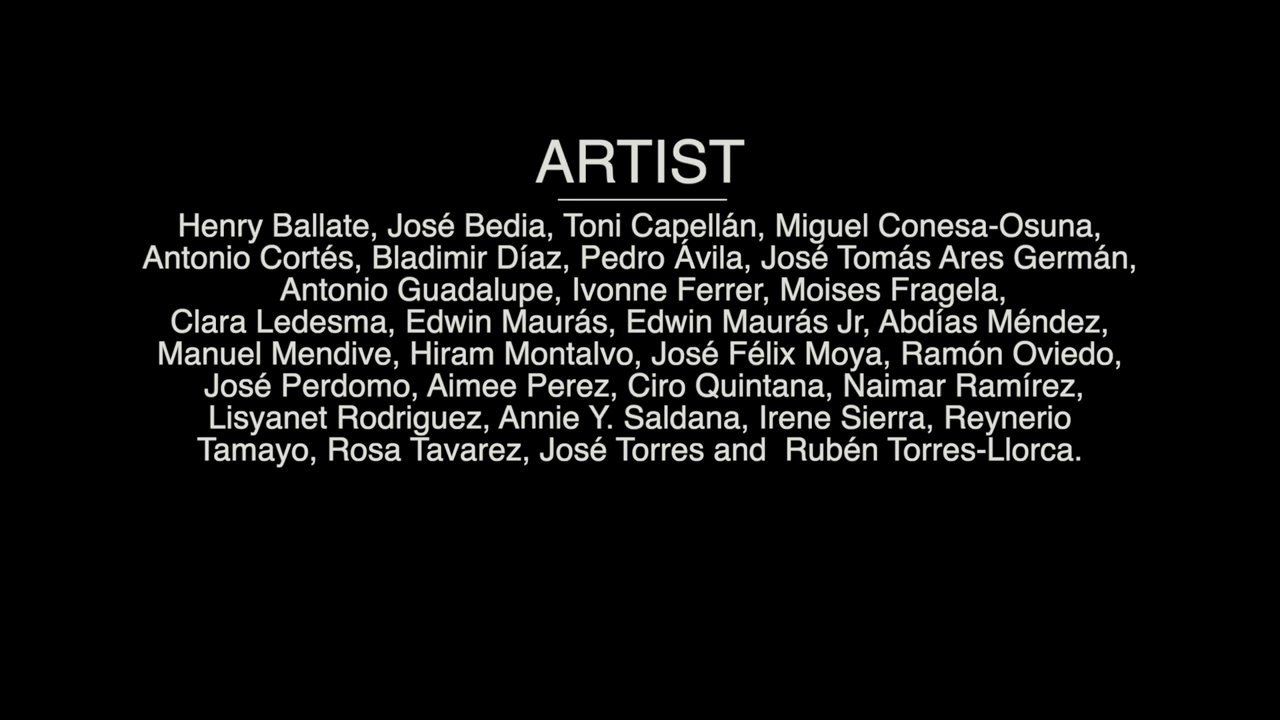 ARTIST
Henry Ballate, José Bedia, Toni Capellán, Miguel Conesa-Osuna,
Antonio Cortés, Bladimir Díaz, Pedro Ávila, José Tomás Ares Germán,
Antonio Guadalupe, Ivonne Ferrer, Moises Fragela,
Clara Ledesma, Edwin Maurás, Edwin Maurás Jr, Abdías Méndez,
Manuel Mendive, Hiram Montalvo, José Félix Moya, Ramón Oviedo,
José Perdomo, Aimee Perez, Ciro Quintana, Naimar Ramírez,
Lisyanet Rodriguez, Annie Y. Saldana, Irene Sierra, Reynerio
Tamayo, Rosa Tavarez, José Torres and  Rubén Torres-Llorca.